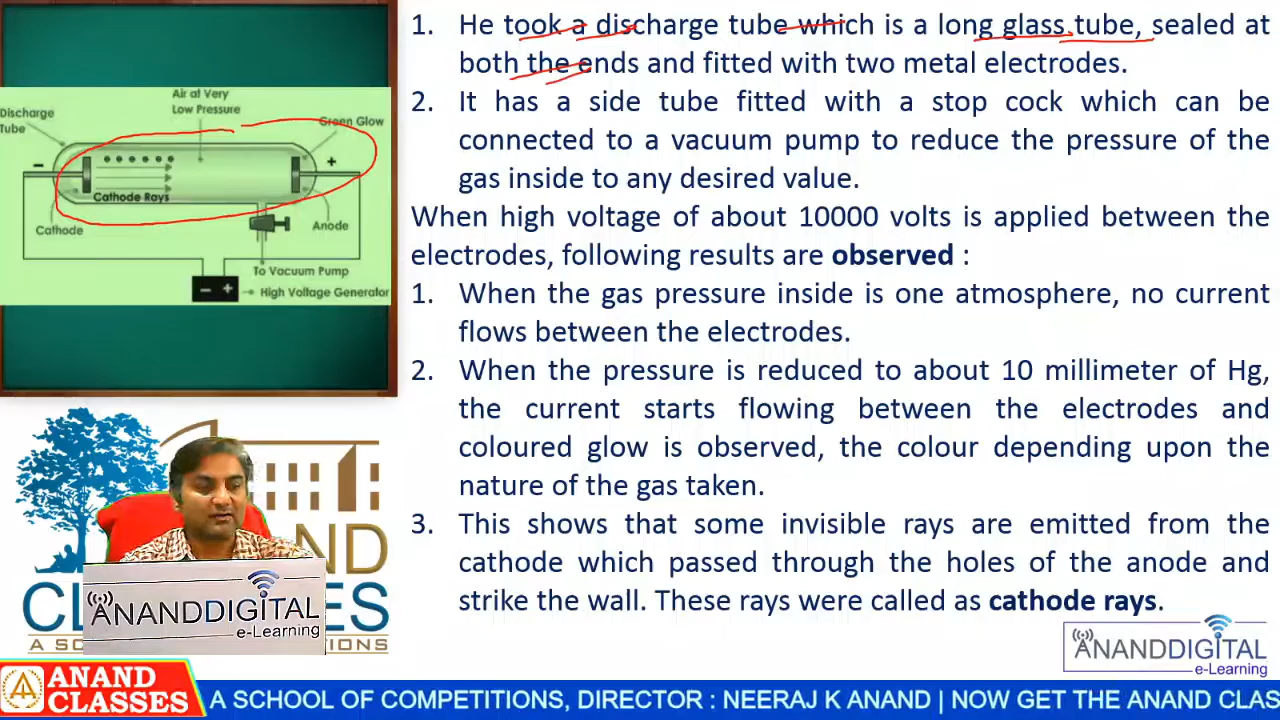 1. He took a discharge tube which is a long glass tube, sealed at
both the ends and fitted with two metal electrodes.
2. It has a side tube fitted with a stop cock which can be
connected to a vacuum pump to reduce the pressure of the
gas inside to any desired value.
When high voltage of about 10000 volts is applied between the
electrodes, following results are observed :
1. When the gas pressure inside is one atmosphere, no current
flows between the electrodes.
2. When the pressure is reduced to about 10 millimeter of Hg,
the current starts flowing between the electrodes and
coloured glow is observed, the colour depending upon the
nature of the gas taken.
3. This shows that some invisible rays are emitted from the
cathode which passed through the holes of the anode and
strike the wall. These rays were called as cathode rays.
Air at Very
Low Pressure
Discharge
Tube
Green Glow
−
+
Cathode Rays
Cathode
Anode
To Vacuum Pump
− +
High Voltage Generator
ANANDDIGITAL
e-Learning
ANANDDIGITAL
e-Learning
ANAND
CLASSES
A SCHOOL OF COMPETITIONS, DIRECTOR : NEERAJ K ANAND | NOW GET THE ANAND CLAS